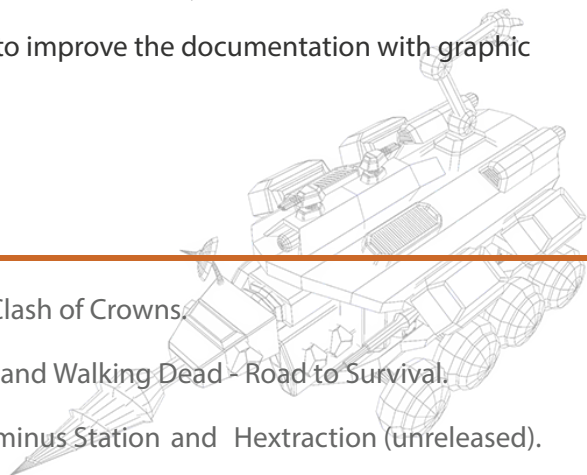 to improve the documentation with graphic
Clash of Crowns.
and Walking Dead - Road to Survival.
minus Station and Hextraction (unreleased).